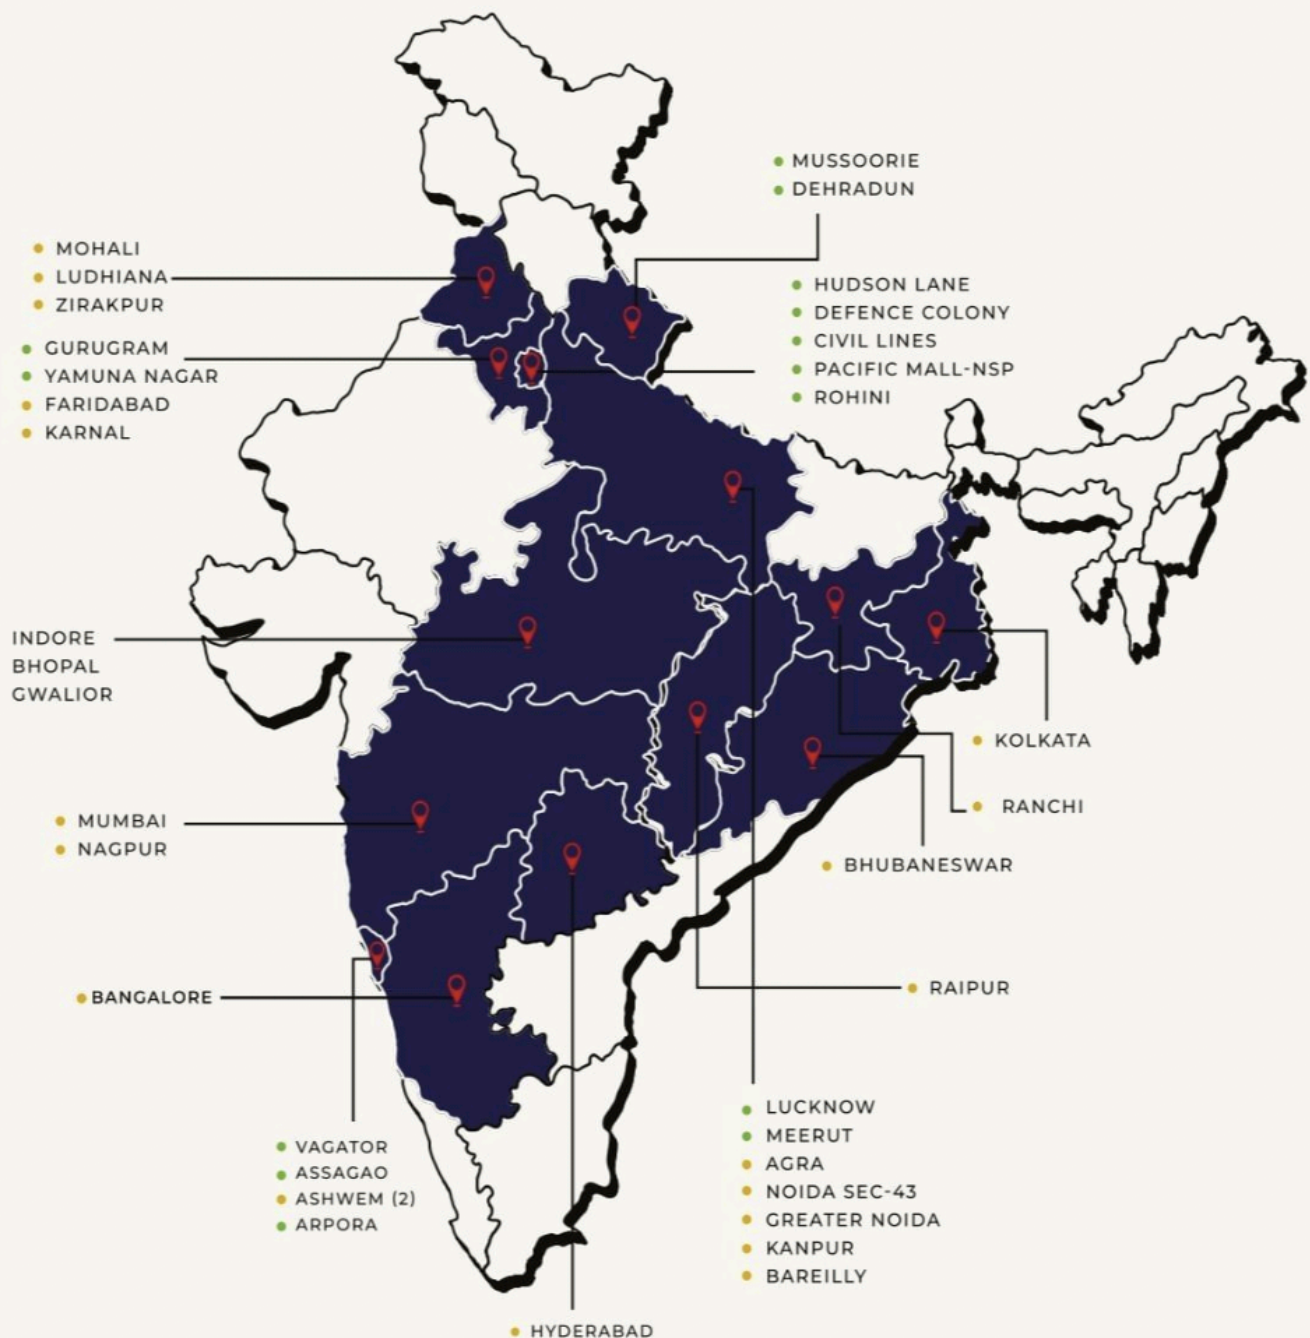 MUSSOORIE
DEHRADUN
MOHALI
LUDHIANA
ZIRAKPUR
HUDSON LANE
DEFENCE COLONY
CIVIL LINES
PACIFIC MALL-NSP
ROHINI
GURUGRAM
YAMUNA NAGAR
FARIDABAD
KARNAL
INDORE
BHOPAL
GWALIOR
KOLKATA
RANCHI
MUMBAI
NAGPUR
BHUBANESWAR
RAIPUR
BANGALORE
VAGATOR
ASSAGAO
ASHWEM (2)
ARPORA
LUCKNOW
MEERUT
AGRA
NOIDA SEC-43
GREATER NOIDA
KANPUR
BAREILLY
HYDERABAD